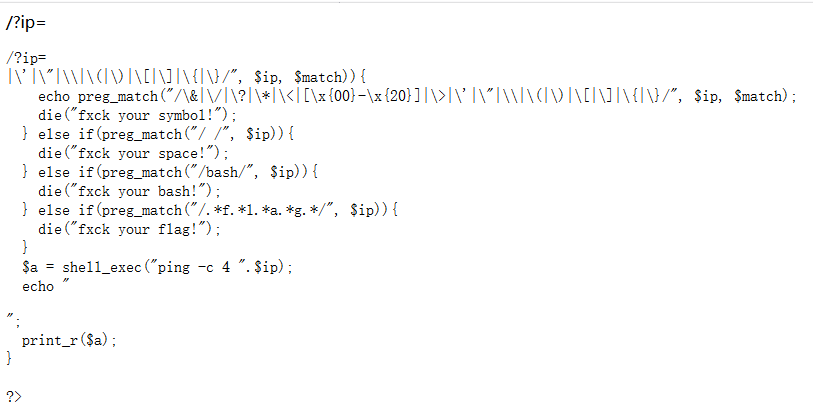 /?ip=
/?ip=
|\'|\"|\\|\(|\)|\[|\]|\{|\}/", $ip, $match)){
echo preg_match("/\&|\/|\?|\*|\<|[\x{00}-\x{20}]|\>|\'|\"|\\|\(|\)|\[|\]|\{|\}/", $ip, $match);
die("fxck your symbol!");
} else if(preg_match("/ /", $ip)){
die("fxck your space!");
} else if(preg_match("/bash/", $ip)){
die("fxck your bash!");
} else if(preg_match("/.*f.*l.*a.*g.*/", $ip)){
die("fxck your flag!");
}
$a = shell_exec("ping -c 4 ".$ip);
echo "
";
print_r($a);
}
?>